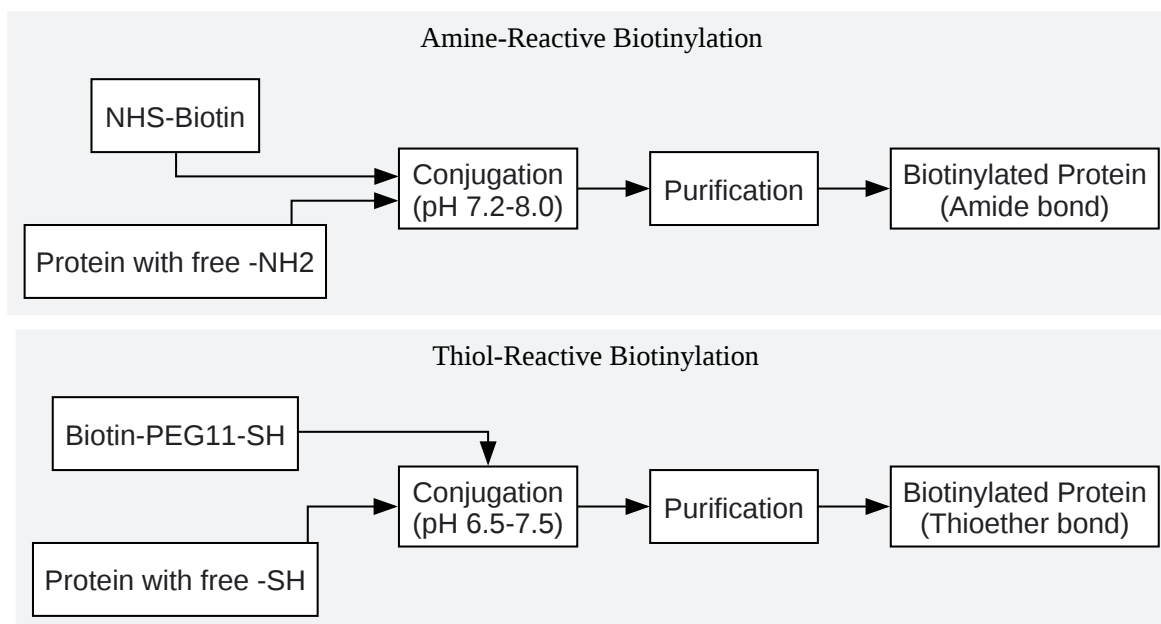 Amine-Reactive Biotinylation
NHS-Biotin
Protein with free -NH2
Conjugation
(pH 7.2-8.0)
Purification
Biotinylated Protein
(Amide bond)
Thiol-Reactive Biotinylation
Biotin-PEG11-SH
Protein with free -SH
Conjugation
(pH 6.5-7.5)
Purification
Biotinylated Protein
(Thioether bond)